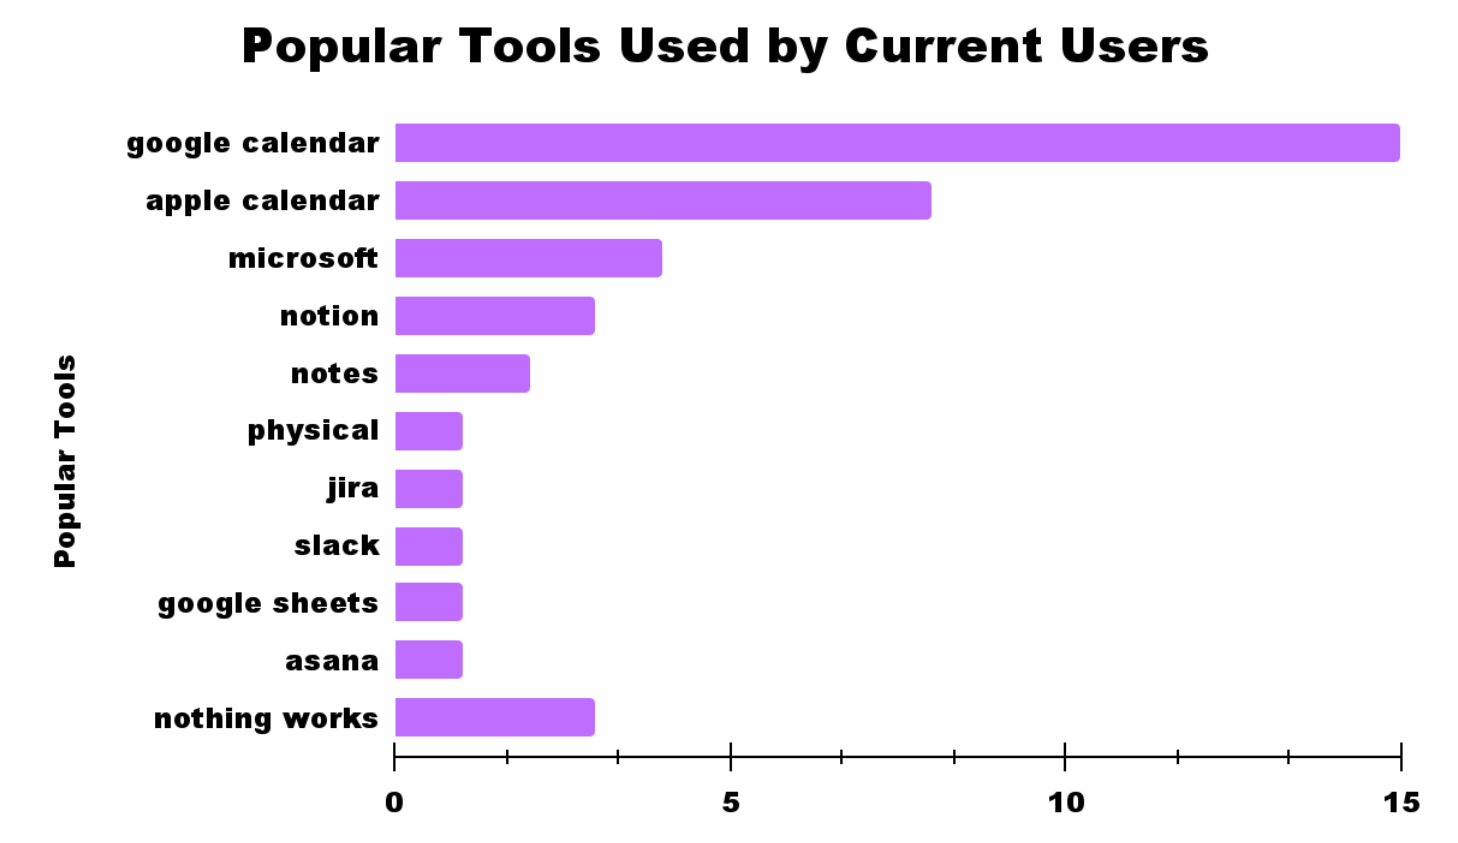 Popular Tools Used by Current Users
google calendar
apple calendar
microsoft
notion
notes
physical
jira
slack
google sheets
asana
nothing works
Popular Tools
0 5 10 15